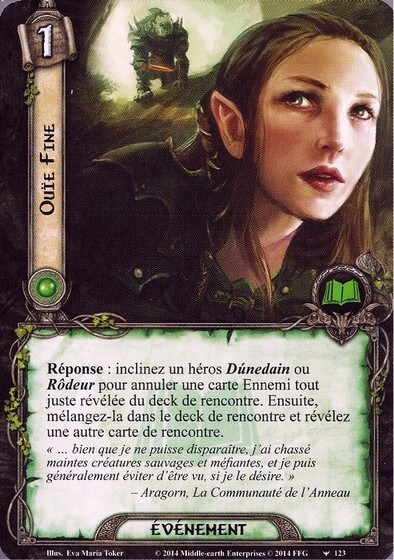 1
OUÏE FINE
Réponse : inclinez un héros Dúnedain ou
Rôdeur pour annuler une carte Ennemi tout
juste révélée du deck de rencontre. Ensuite,
mélangez-la dans le deck de rencontre et révélez
une autre carte de rencontre.
« … bien que je ne puisse disparaître, j'ai chassé
maintes créatures sauvages et méfiantes, et je puis
généralement éviter d'être vu, si je le désire. »
– Aragorn, La Communauté de l'Anneau
ÉVÉNEMENT
Illus. Eva Maria Toker © 2014 Middle-earth Enterprises © 2014 FFG 123